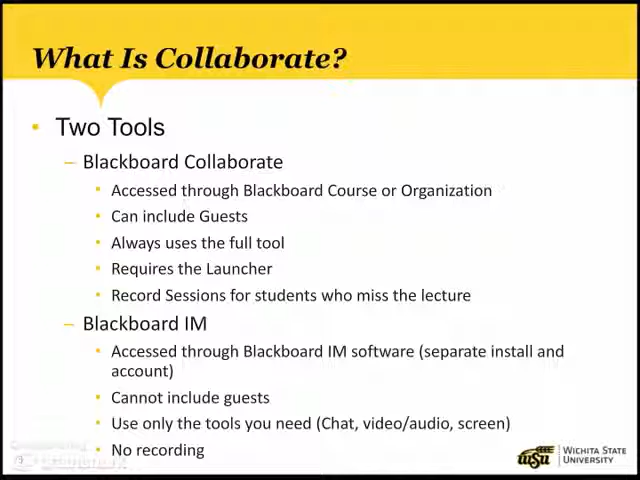 What Is Collaborate?
• Two Tools
– Blackboard Collaborate
• Accessed through Blackboard Course or Organization
• Can include Guests
• Always uses the full tool
• Requires the Launcher
• Record Sessions for students who miss the lecture
– Blackboard IM
• Accessed through Blackboard IM software (separate install and
account)
• Cannot include guests
• Use only the tools you need (Chat, video/audio, screen)
• No recording
wsu
WICHITA STATE
UNIVERSITY